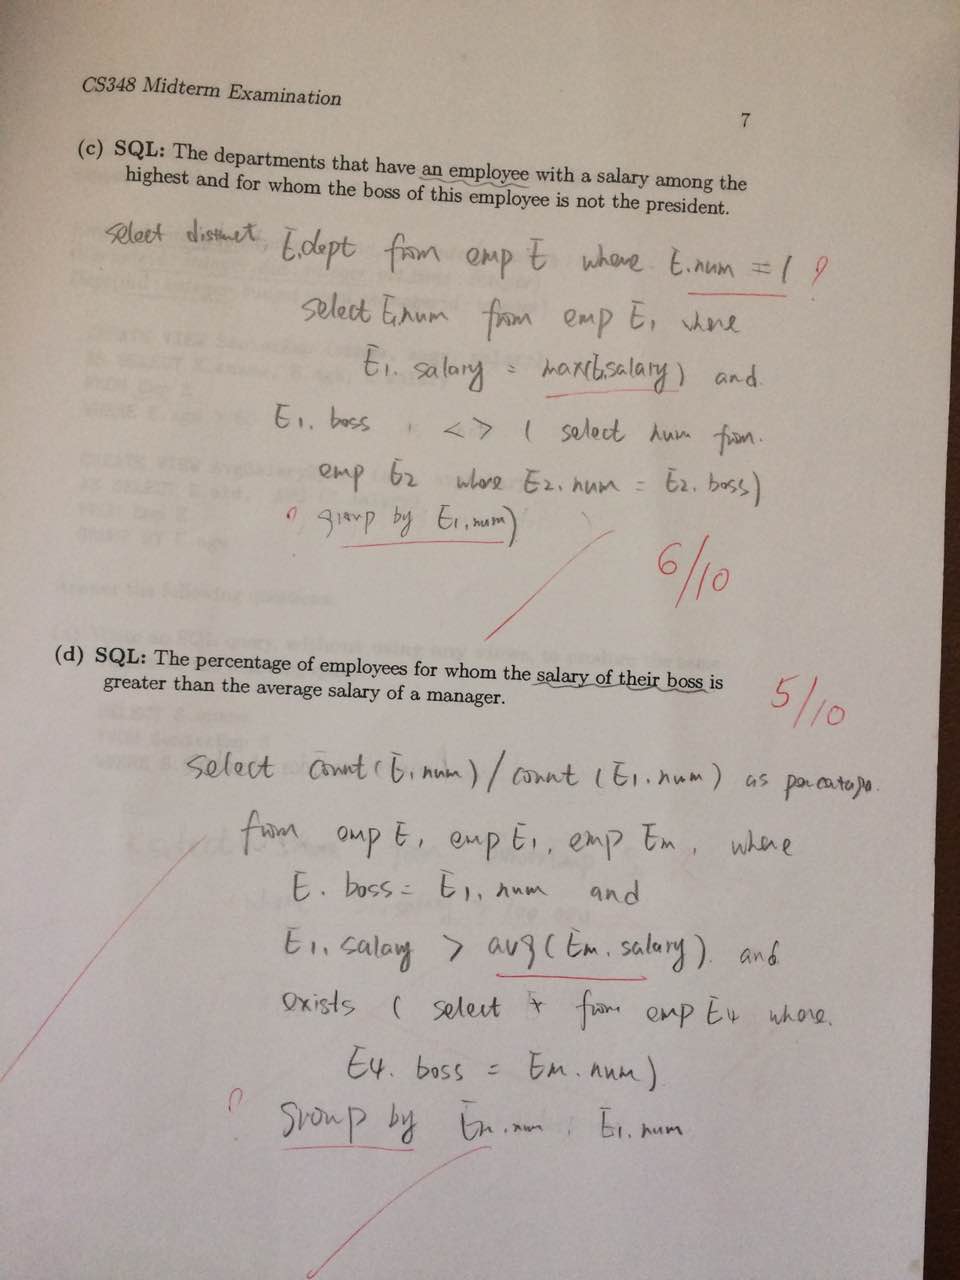 CS348 Midterm Examination
7
(c) SQL: The departments that have an employee with a salary among the
highest and for whom the boss of this employee is not the president.
select distinct E.dept from emp E where E.num = ( ?
select E1.num from emp E1 where
E1. salary = max(E.salary) and
E1. boss <> ( select num from
emp E2 where E2. num = E2. boss)
? group by E1.num)
6/10
(d) SQL: The percentage of employees for whom the salary of their boss is
greater than the average salary of a manager.
5/10
select count(E.num)/count(E1.num) as
from emp E, emp E1, emp Em, where
E. boss = E1. num and
E1. salary > avg(Em. salary) and
exists ( select * from emp E4 where
E4. boss = Em. num)
? Group by Em.num, E1. num